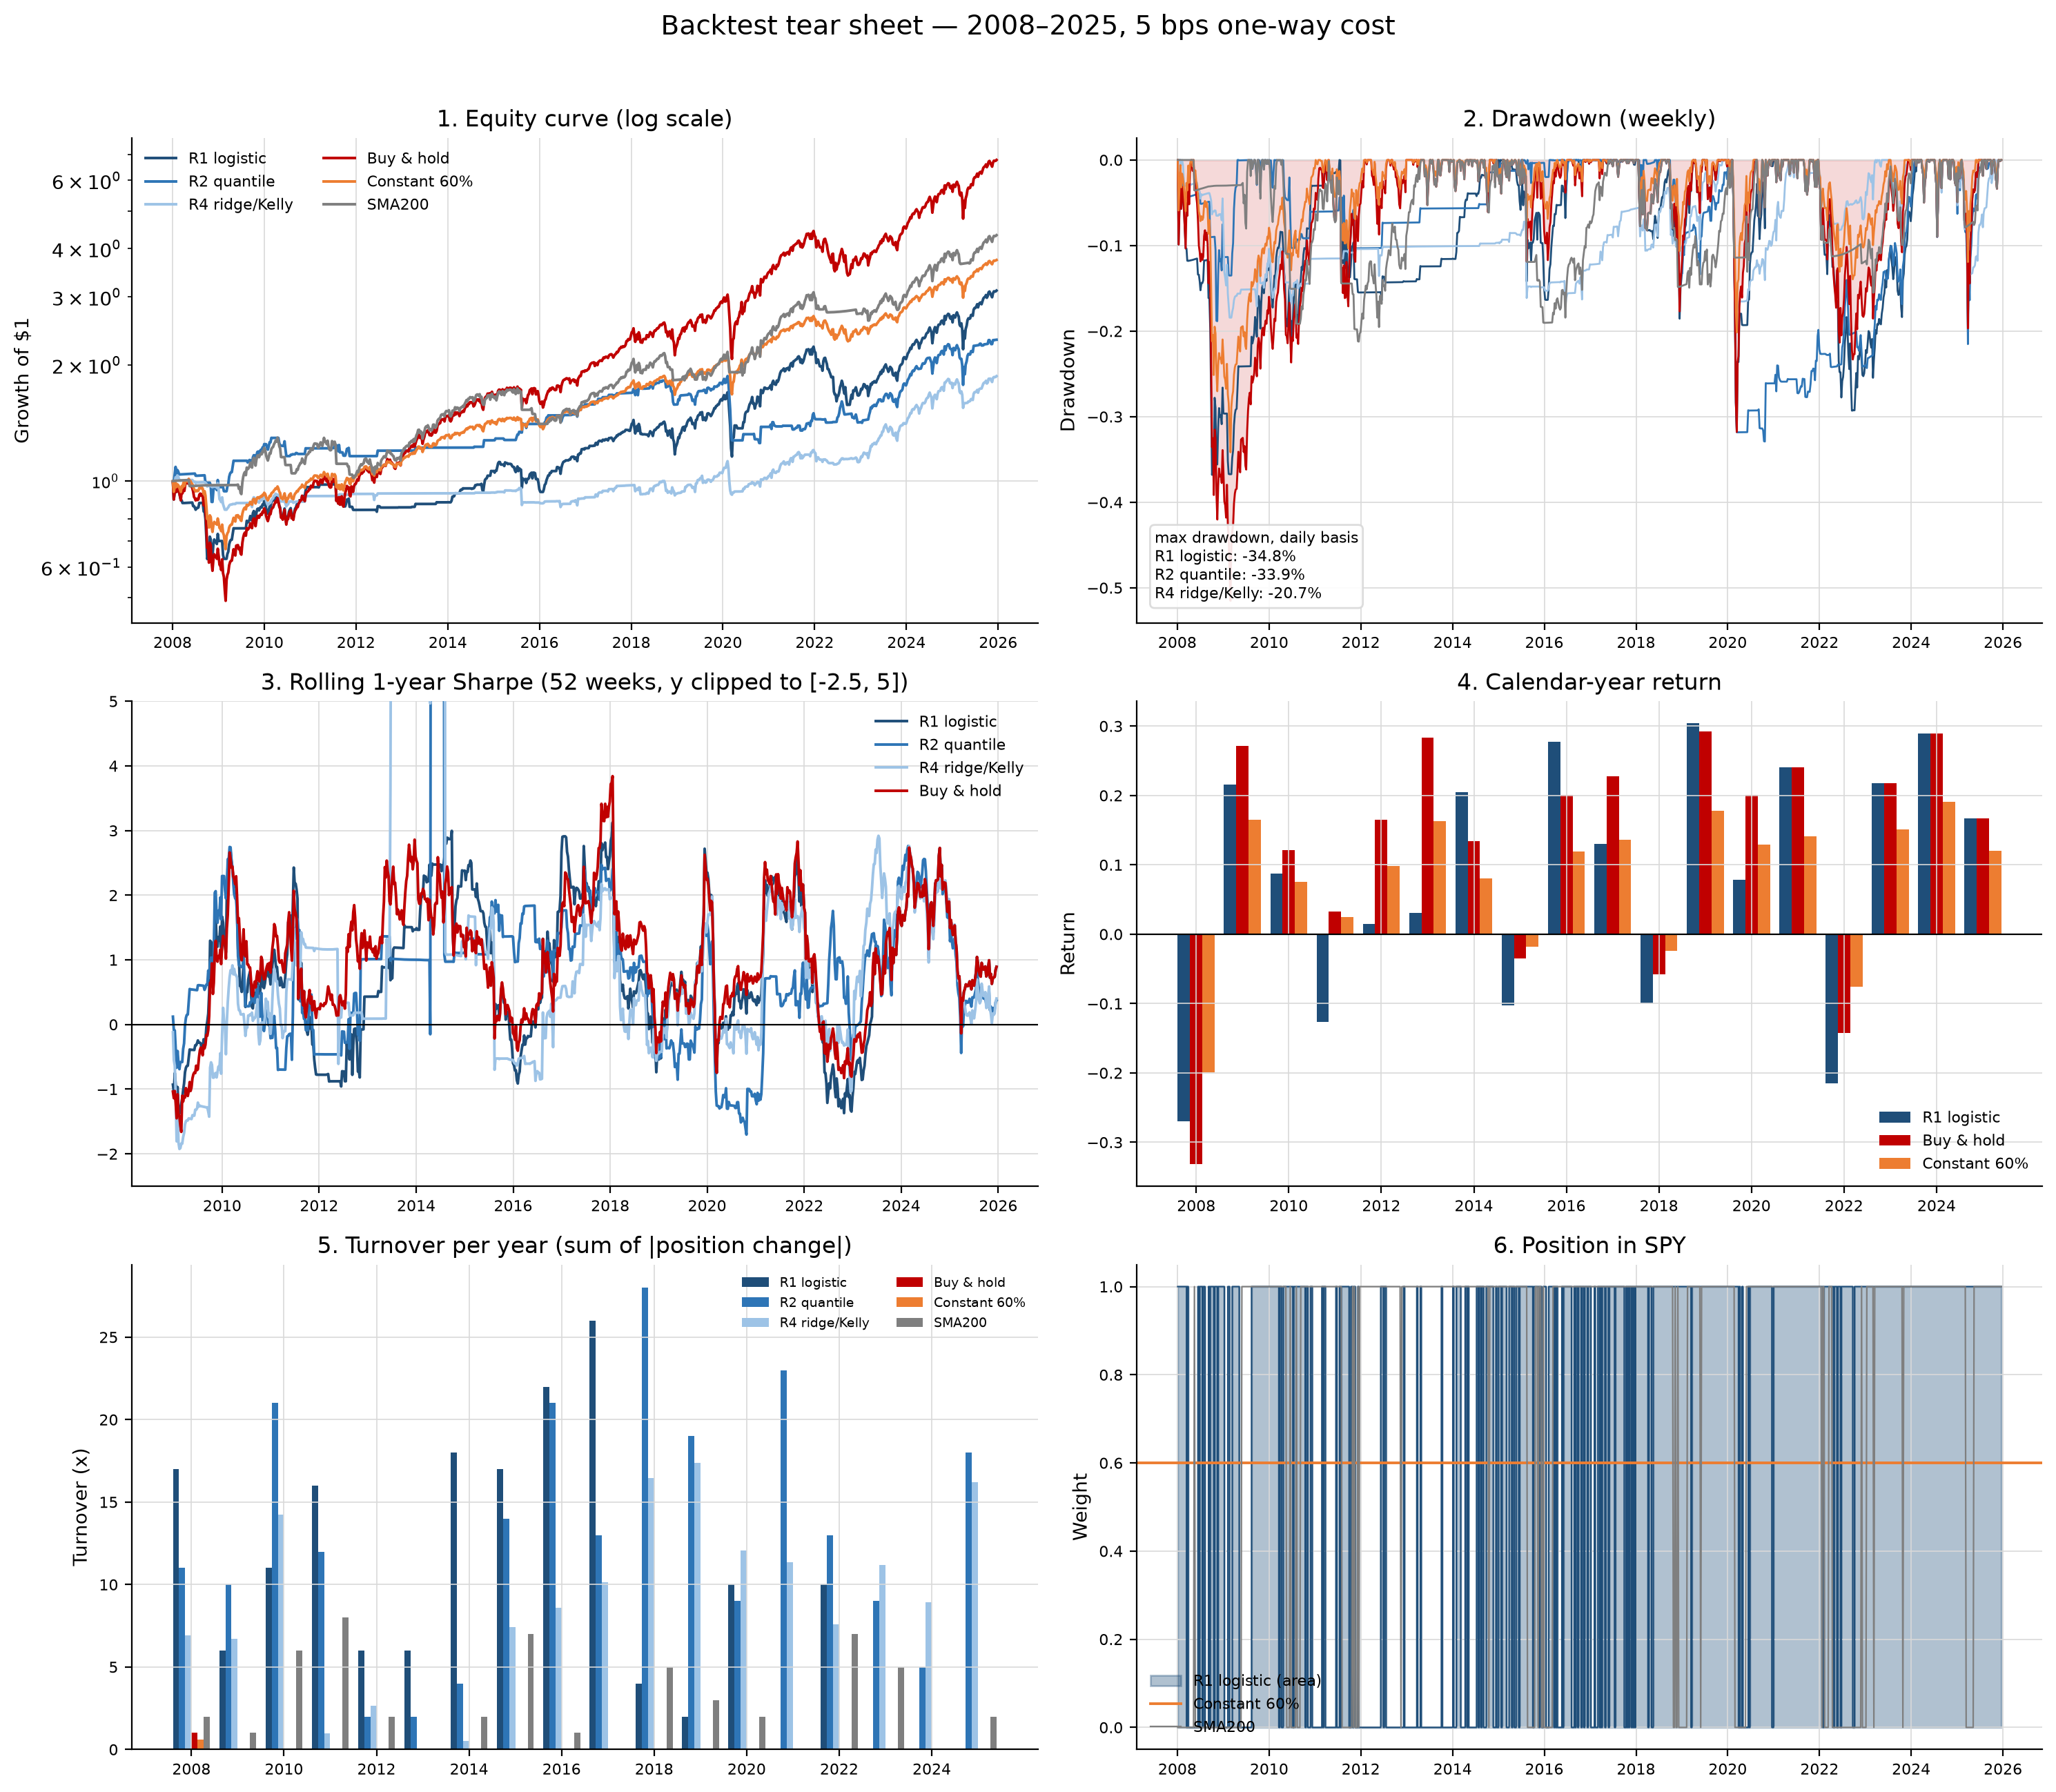 Backtest tear sheet — 2008–2025, 5 bps one-way cost
1. Equity curve (log scale)
R1 logistic
R2 quantile
R4 ridge/Kelly
Buy & hold
Constant 60%
SMA200
Growth of $1
6 × 10⁰
4 × 10⁰
3 × 10⁰
2 × 10⁰
10⁰
6 × 10⁻¹
2008 2010 2012 2014 2016 2018 2020 2022 2024 2026
2. Drawdown (weekly)
Drawdown
0.0
−0.1
−0.2
−0.3
−0.4
−0.5
max drawdown, daily basis
R1 logistic: -34.8%
R2 quantile: -33.9%
R4 ridge/Kelly: -20.7%
2008 2010 2012 2014 2016 2018 2020 2022 2024 2026
3. Rolling 1-year Sharpe (52 weeks, y clipped to [-2.5, 5])
5
4
3
2
1
0
−1
−2
R1 logistic
R2 quantile
R4 ridge/Kelly
Buy & hold
2010 2012 2014 2016 2018 2020 2022 2024 2026
4. Calendar-year return
Return
0.3
0.2
0.1
0.0
−0.1
−0.2
−0.3
R1 logistic
Buy & hold
Constant 60%
2008 2010 2012 2014 2016 2018 2020 2022 2024
5. Turnover per year (sum of |position change|)
Turnover (x)
25
20
15
10
5
0
R1 logistic
R2 quantile
R4 ridge/Kelly
Buy & hold
Constant 60%
SMA200
2008 2010 2012 2014 2016 2018 2020 2022 2024
6. Position in SPY
Weight
1.0
0.8
0.6
0.4
0.2
0.0
R1 logistic (area)
Constant 60%
SMA200
2008 2010 2012 2014 2016 2018 2020 2022 2024 2026